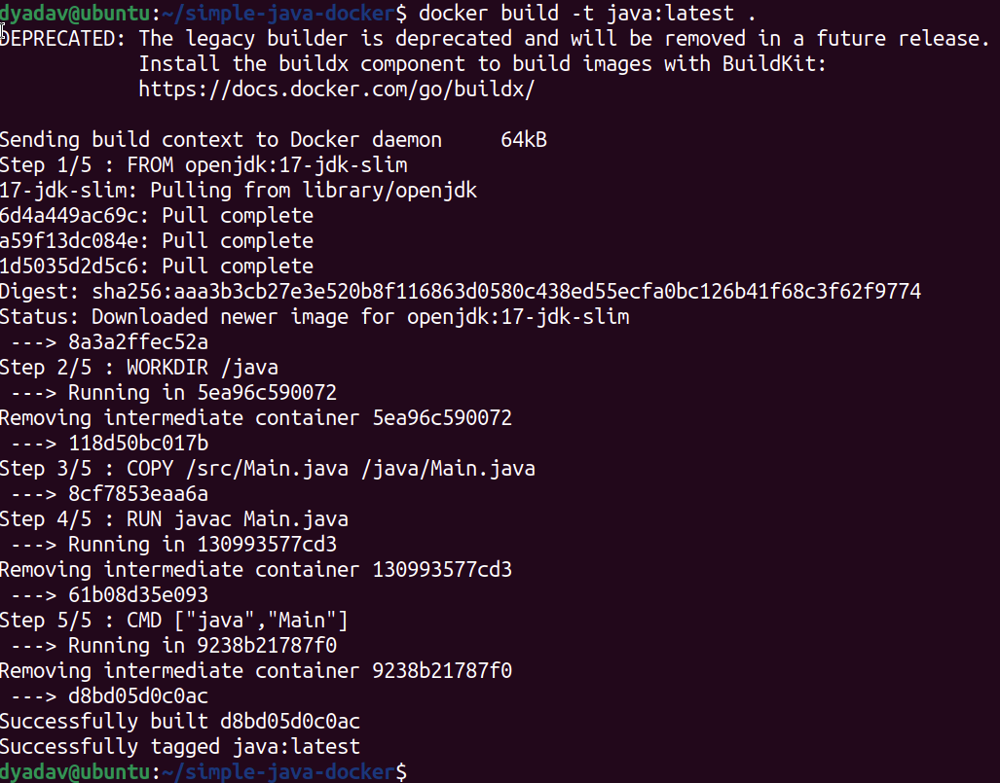 dyadav@ubuntu:~/simple-java-docker$ docker build -t java:latest .
DEPRECATED: The legacy builder is deprecated and will be removed in a future release.
            Install the buildx component to build images with BuildKit:
            https://docs.docker.com/go/buildx/

Sending build context to Docker daemon     64kB
Step 1/5 : FROM openjdk:17-jdk-slim
17-jdk-slim: Pulling from library/openjdk
6d4a449ac69c: Pull complete
a59f13dc084e: Pull complete
1d5035d2d5c6: Pull complete
Digest: sha256:aaa3b3cb27e3e520b8f116863d0580c438ed55ecfa0bc126b41f68c3f62f9774
Status: Downloaded newer image for openjdk:17-jdk-slim
 ---> 8a3a2ffec52a
Step 2/5 : WORKDIR /java
 ---> Running in 5ea96c590072
Removing intermediate container 5ea96c590072
 ---> 118d50bc017b
Step 3/5 : COPY /src/Main.java /java/Main.java
 ---> 8cf7853eaa6a
Step 4/5 : RUN javac Main.java
 ---> Running in 130993577cd3
Removing intermediate container 130993577cd3
 ---> 61b08d35e093
Step 5/5 : CMD ["java","Main"]
 ---> Running in 9238b21787f0
Removing intermediate container 9238b21787f0
 ---> d8bd05d0c0ac
Successfully built d8bd05d0c0ac
Successfully tagged java:latest
dyadav@ubuntu:~/simple-java-docker$